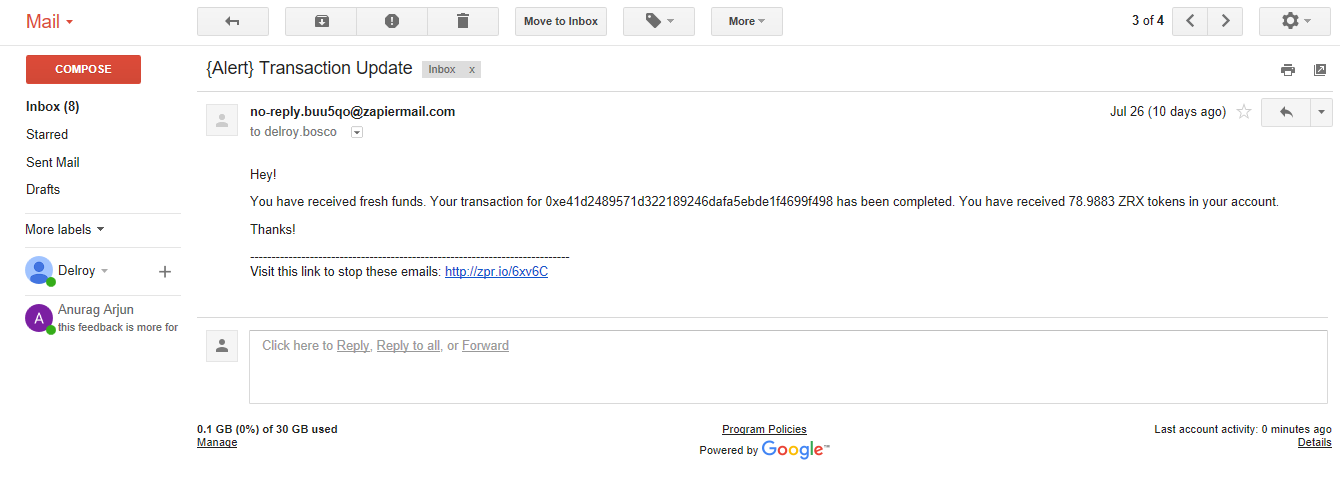 Mail
Move to Inbox
More
3 of 4
COMPOSE
{Alert} Transaction Update
Inbox x
Inbox (8)
Starred
Sent Mail
Drafts
More labels
Delroy
A
Anurag Arjun
this feedback is more for
no-reply.buu5qo@zapiermail.com
Jul 26 (10 days ago)
to delroy.bosco
Hey!
You have received fresh funds. Your transaction for 0xe41d2489571d322189246dafa5ebde1f4699f498 has been completed. You have received 78.9883 ZRX tokens in your account.
Thanks!
---------------------------------------------------------------------------
Visit this link to stop these emails: http://zpr.io/6xv6C
Click here to Reply, Reply to all, or Forward
0.1 GB (0%) of 30 GB used
Manage
Program Policies
Powered by Google™
Last account activity: 0 minutes ago
Details